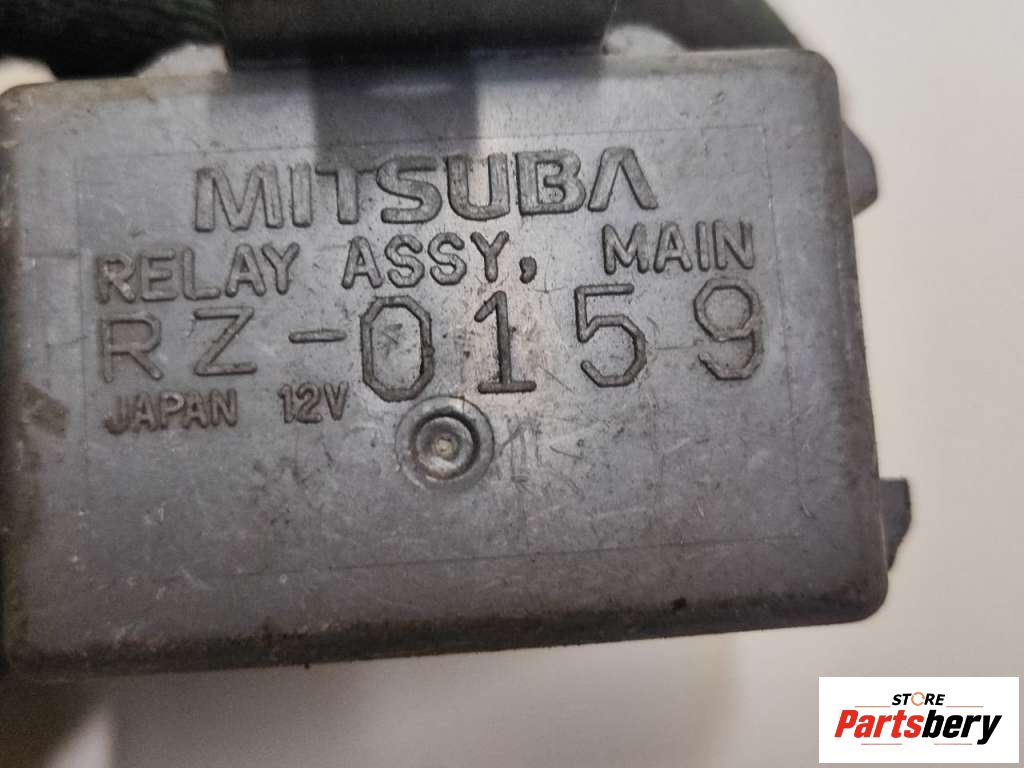 MITSUBA
RELAY ASSY, MAIN
RZ-0159
JAPAN 12V
STORE
Partsbery